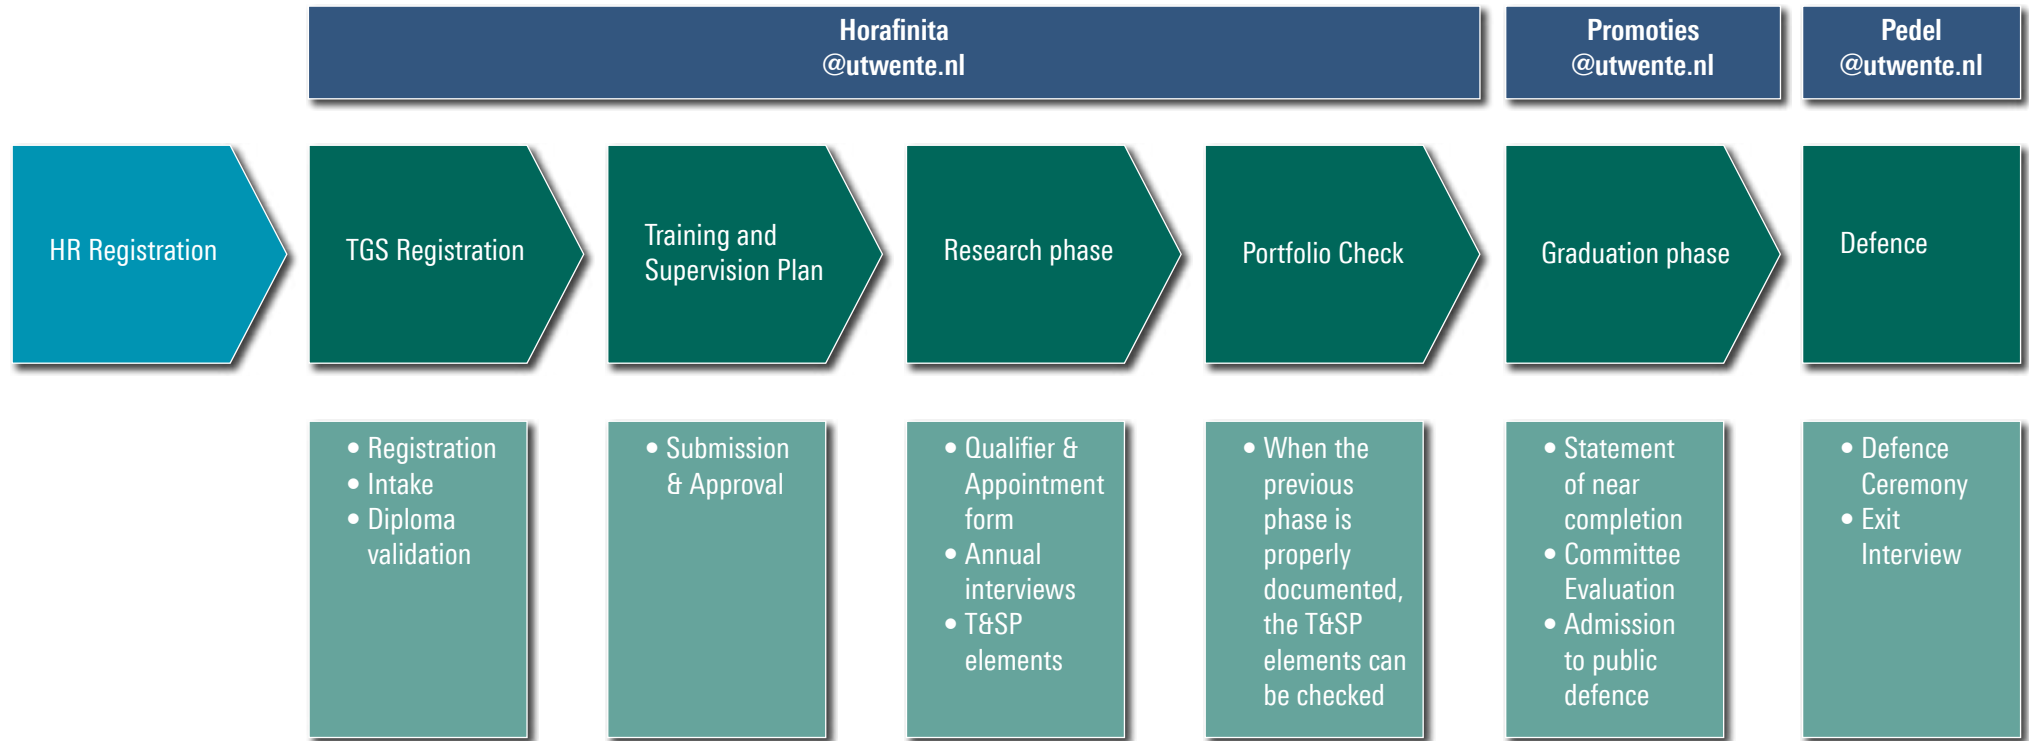 Horafinita
@utwente.nl
Promoties
@utwente.nl
Pedel
@utwente.nl
HR Registration
TGS Registration
Training and
Supervision Plan
Research phase
Portfolio Check
Graduation phase
Defence
• Registration
• Intake
• Diploma
validation
• Submission
& Approval
• Qualifier &
Appointment
form
• Annual
interviews
• T&SP
elements
• When the
previous
phase is
properly
documented,
the T&SP
elements can
be checked
• Statement
of near
completion
• Committee
Evaluation
• Admission
to public
defence
• Defence
Ceremony
• Exit
Interview